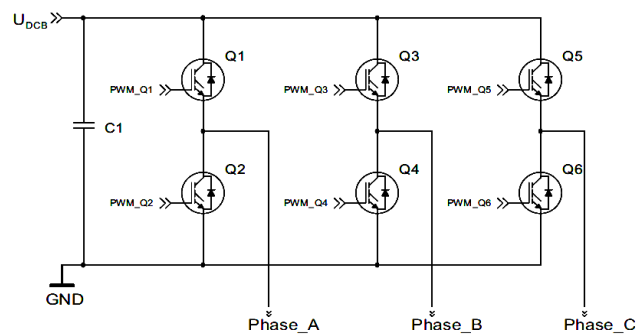 U_DCB
Q1
Q3
Q5
PWM_Q1
PWM_Q3
PWM_Q5
C1
Q2
Q4
Q6
PWM_Q2
PWM_Q4
PWM_Q6
GND
Phase_A
Phase_B
Phase_C